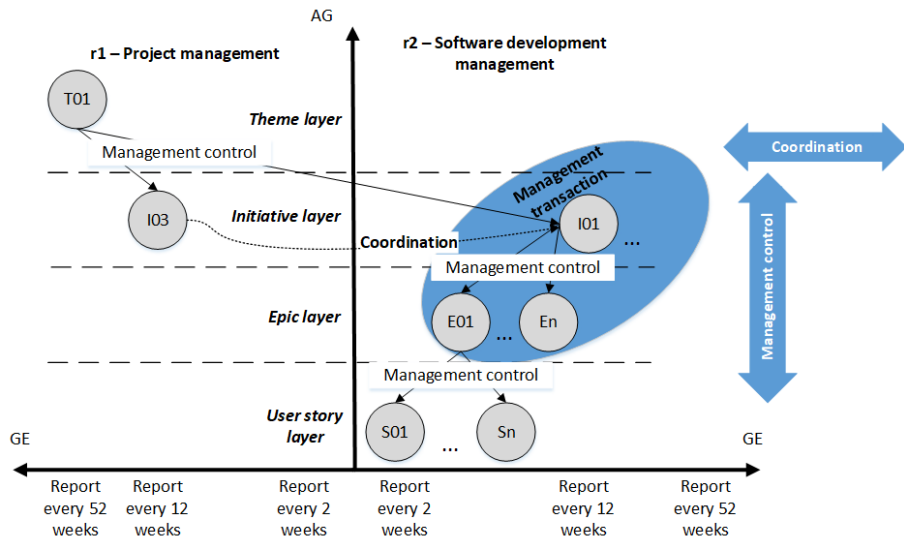 AG
r1 – Project management
r2 – Software development
management
T01
Theme layer
Management control
Coordination
Management
transaction
I03
Initiative layer
I01
...
Coordination
Management control
Management control
Epic layer
E01
...
En
Management control
User story
layer
S01
...
Sn
GE
GE
Report
every 52
weeks
Report
every 12
weeks
Report
every 2
weeks
Report
every 2
weeks
Report
every 12
weeks
Report
every 52
weeks